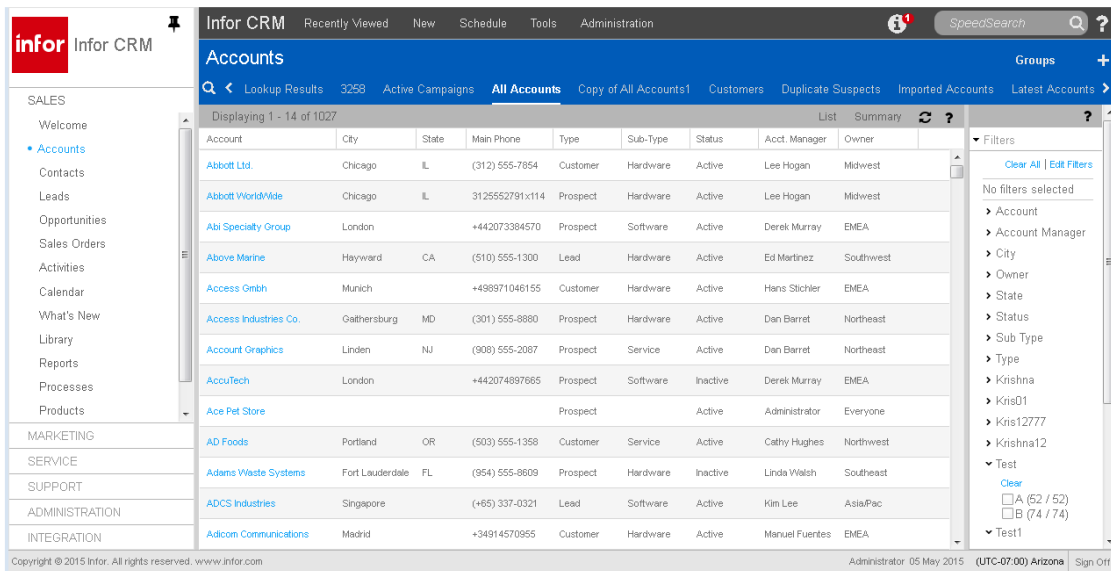 infor Infor CRM
Infor CRM Recently Viewed New Schedule Tools Administration 1 SpeedSearch ?
Accounts Groups +
Lookup Results 3258 Active Campaigns All Accounts Copy of All Accounts1 Customers Duplicate Suspects Imported Accounts Latest Accounts
SALES
Welcome
Accounts
Contacts
Leads
Opportunities
Sales Orders
Activities
Calendar
What's New
Library
Reports
Processes
Products
MARKETING
SERVICE
SUPPORT
ADMINISTRATION
INTEGRATION
Displaying 1 - 14 of 1027 List Summary ?
Account City State Main Phone Type Sub-Type Status Acct. Manager Owner
Abbott Ltd. Chicago IL (312) 555-7854 Customer Hardware Active Lee Hogan Midwest
Abbott WorldWide Chicago IL 3125552791x114 Prospect Hardware Active Lee Hogan Midwest
Abi Specialty Group London +442073384570 Prospect Software Active Derek Murray EMEA
Above Marine Hayward CA (510) 555-1300 Lead Hardware Active Ed Martinez Southwest
Access Gmbh Munich +498971046155 Customer Hardware Active Hans Stichler EMEA
Access Industries Co. Gaithersburg MD (301) 555-8880 Prospect Hardware Active Dan Barret Northeast
Account Graphics Linden NJ (908) 555-2087 Prospect Service Active Dan Barret Northeast
AccuTech London +442074897665 Prospect Software Inactive Derek Murray EMEA
Ace Pet Store Prospect Active Administrator Everyone
AD Foods Portland OR (503) 555-1358 Customer Service Active Cathy Hughes Northwest
Adams Waste Systems Fort Lauderdale FL (954) 555-8609 Prospect Hardware Inactive Linda Walsh Southeast
ADCS Industries Singapore (+65) 337-0321 Lead Software Active Kim Lee Asia/Pac
Adicom Communications Madrid +34914570955 Customer Hardware Active Manuel Fuentes EMEA
?
Filters
Clear All | Edit Filters
No filters selected
Account
Account Manager
City
Owner
State
Status
Sub Type
Type
Krishna
Kris01
Kris12777
Krishna12
Test
Clear
A (52 / 52)
B (74 / 74)
Test1
Copyright © 2015 Infor. All rights reserved. www.infor.com Administrator 05 May 2015 (UTC-07:00) Arizona Sign Off